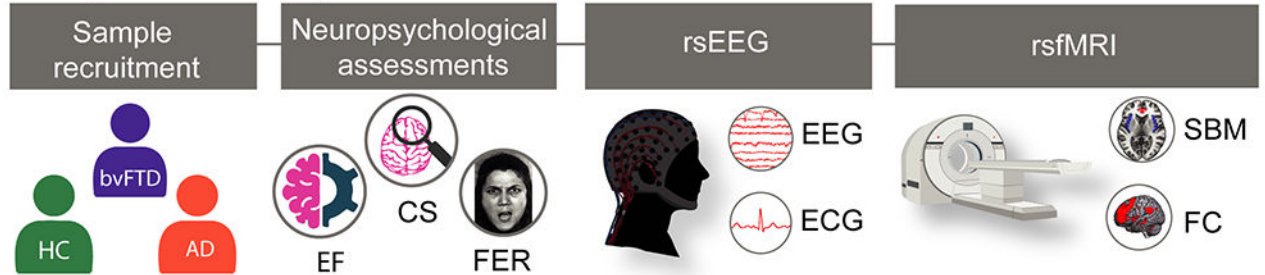 Sample
recruitment
Neuropsychological
assessments
rsEEG
rsfMRI
bvFTD
HC
AD
EF
CS
FER
EEG
ECG
SBM
FC